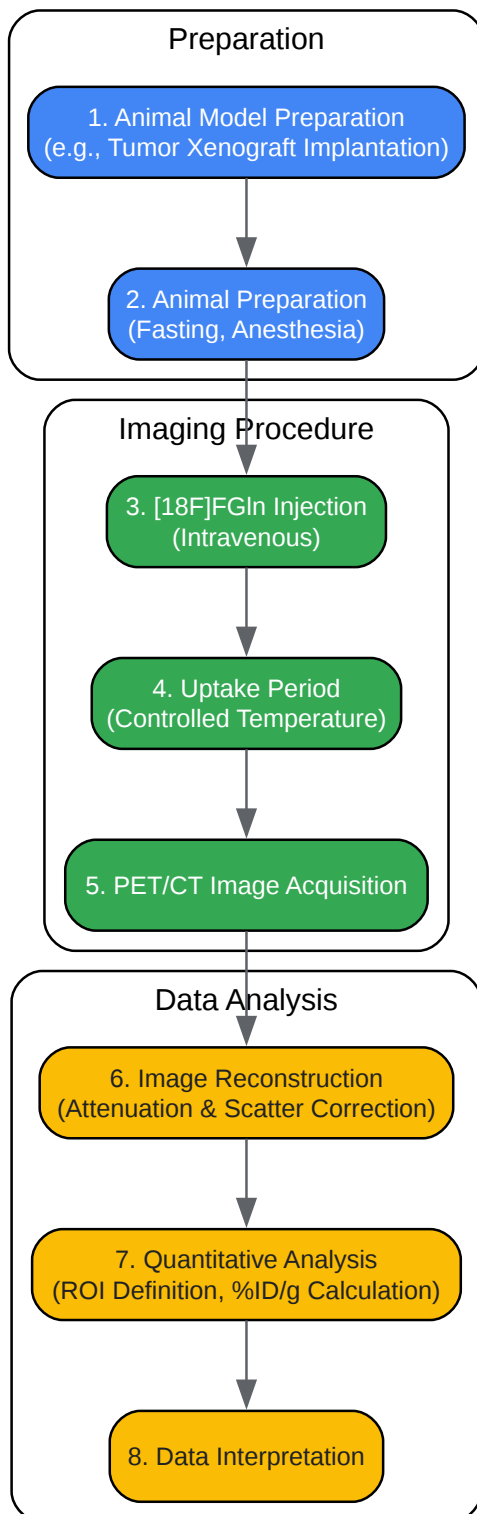 Preparation
1. Animal Model Preparation
(e.g., Tumor Xenograft Implantation)
2. Animal Preparation
(Fasting, Anesthesia)
Imaging Procedure
3. [18F]FGln Injection
(Intravenous)
4. Uptake Period
(Controlled Temperature)
5. PET/CT Image Acquisition
Data Analysis
6. Image Reconstruction
(Attenuation & Scatter Correction)
7. Quantitative Analysis
(ROI Definition, %ID/g Calculation)
8. Data Interpretation